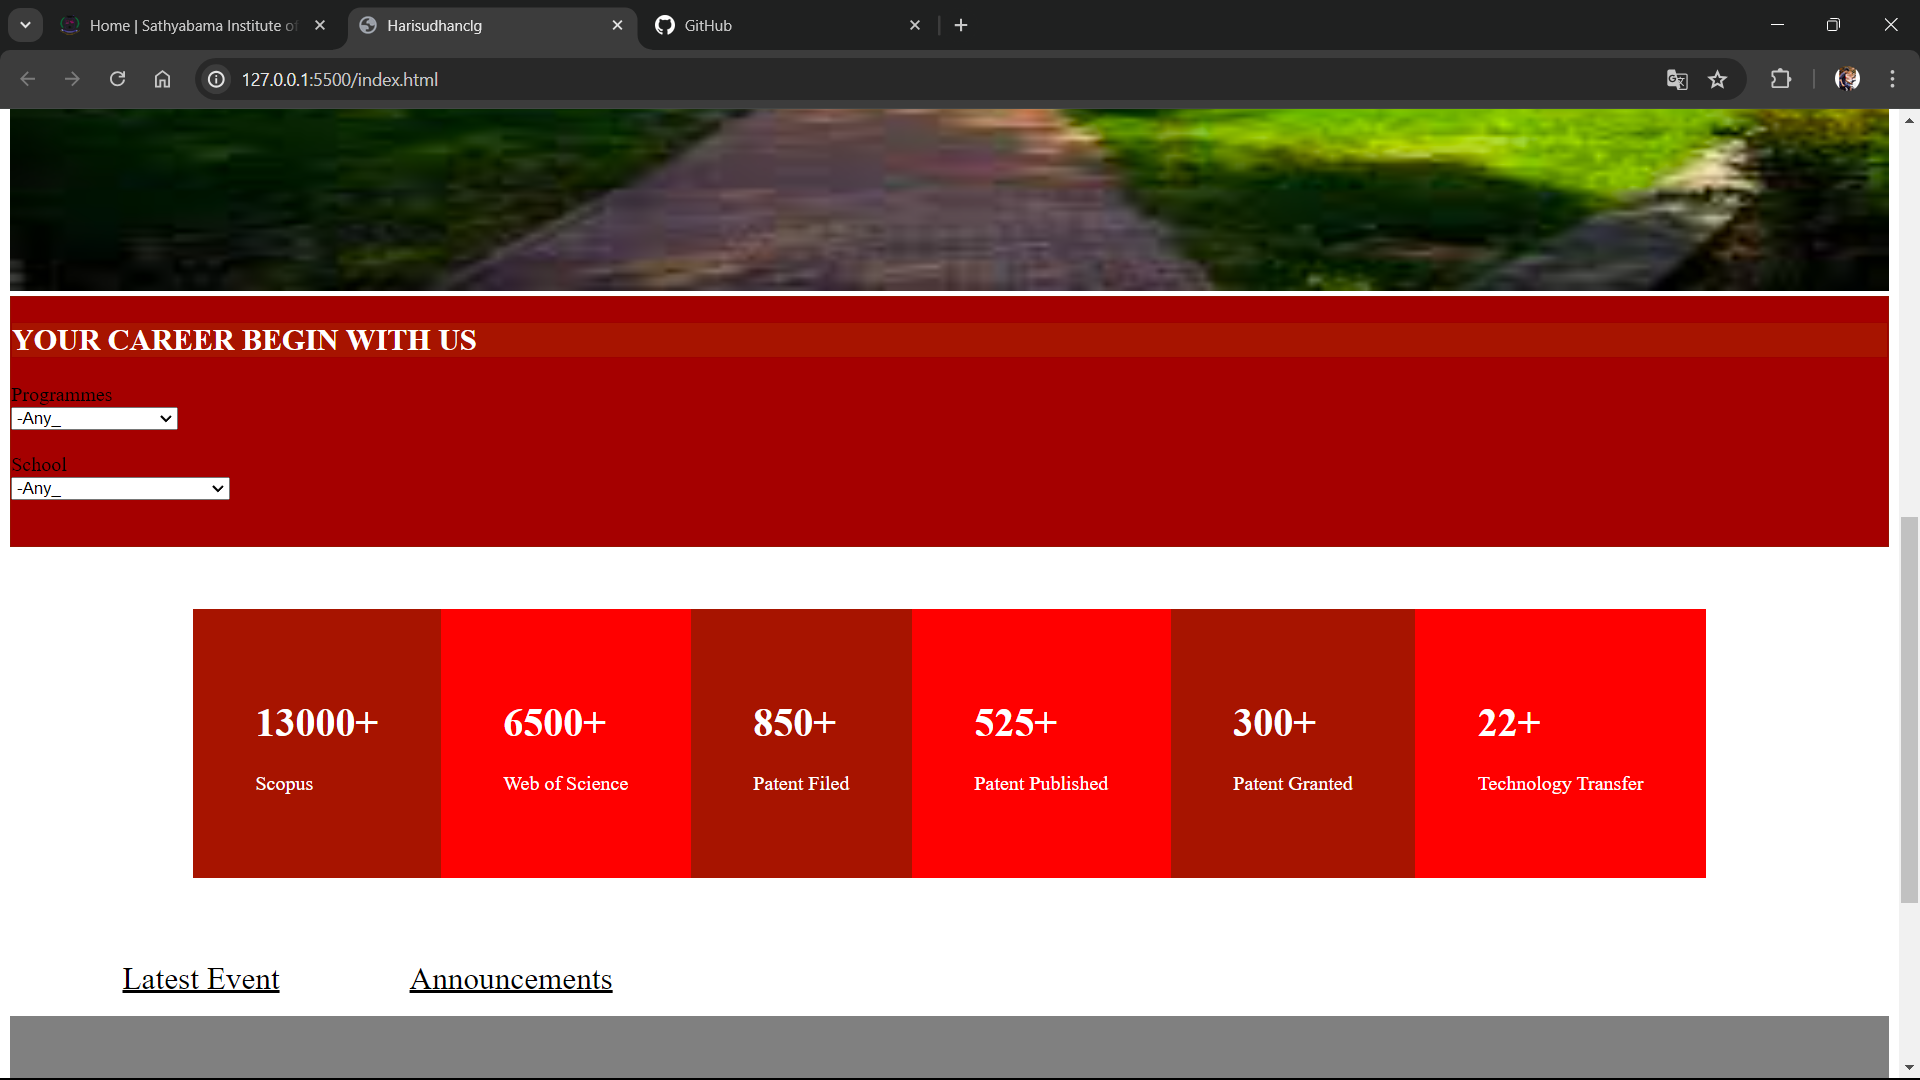 Home | Sathyabama Institute of
Harisudhanclg
GitHub
127.0.0.1:5500/index.html
YOUR CAREER BEGIN WITH US
Programmes
-Any_
School
-Any_
13000+
6500+
850+
525+
300+
22+
Scopus
Web of Science
Patent Filed
Patent Published
Patent Granted
Technology Transfer
Latest Event
Announcements